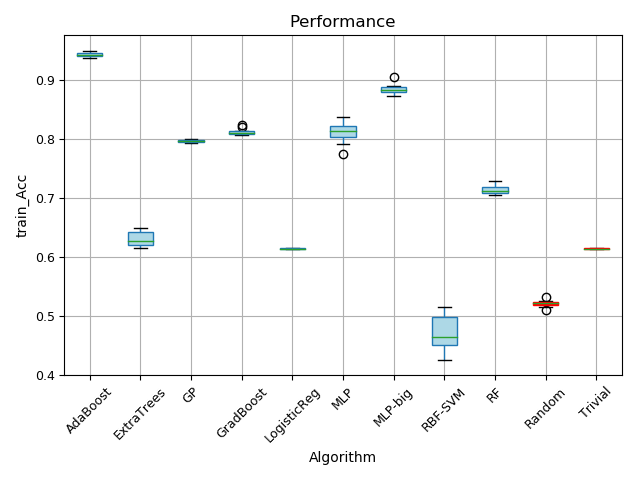 Performance
train_Acc
0.9
0.8
0.7
0.6
0.5
0.4
AdaBoost
ExtraTrees
GP
GradBoost
LogisticReg
MLP
MLP-big
RBF-SVM
RF
Random
Trivial
Algorithm